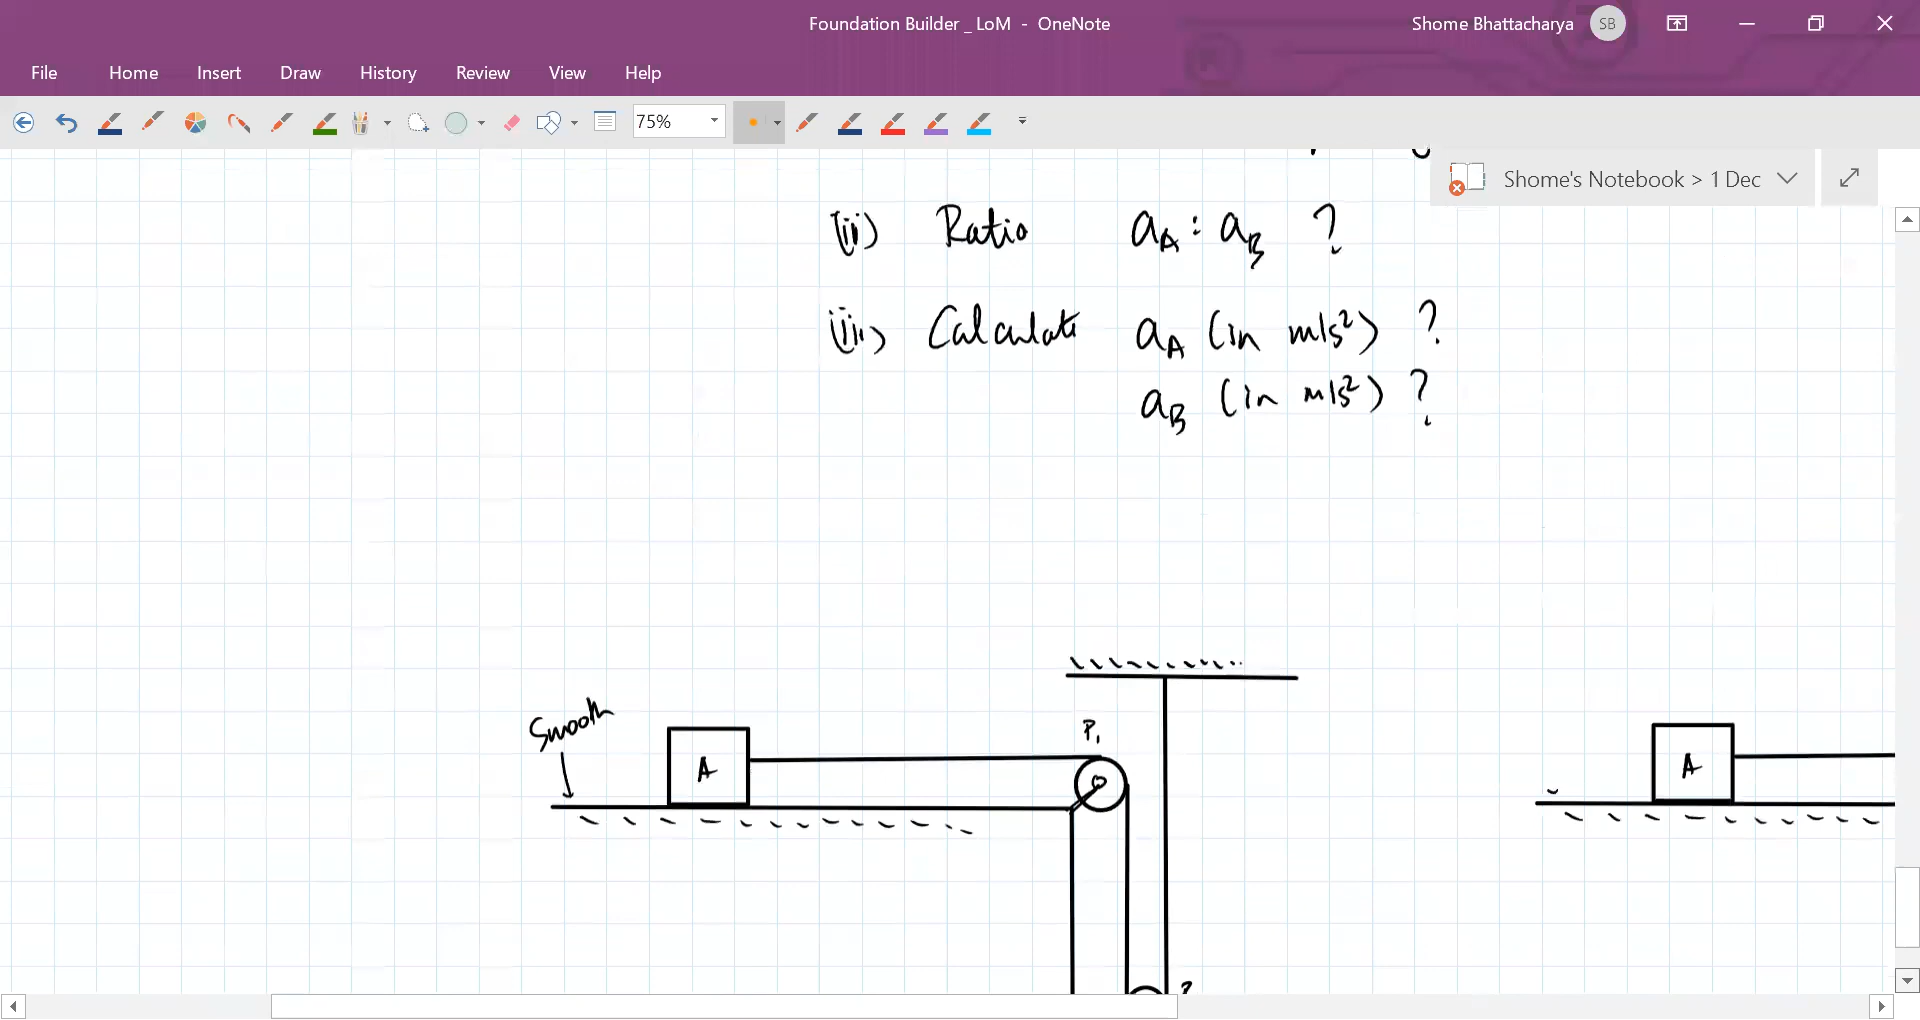 Foundation Builder _ LoM - OneNote
Shome Bhattacharya SB
File Home Insert Draw History Review View Help
75%
Shome's Notebook > 1 Dec
(ii) Ratio aA : aB ?
(iii) Calculate aA (in m/s²) ?
aB (in m/s²) ?
Smooth
A
P₁
A